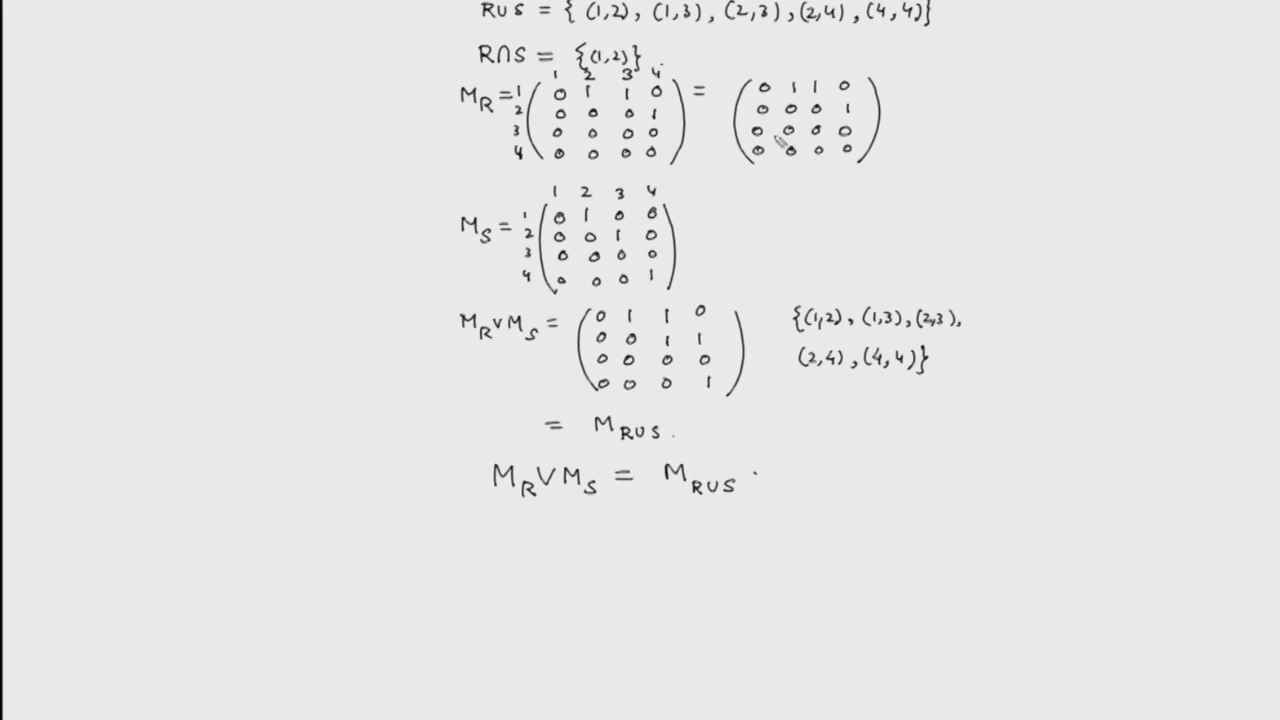 RUS = { (1,2), (1,3), (2,3), (2,4), (4,4)}
R∩S = {(1,2)}
1 2 3 4
M_R = 1 ( 0 1 1 0 ) = ( 0 1 1 0 )
2 0 0 0 1 0 0 0 1
3 0 0 0 0 0 0 0 0
4 0 0 0 0 0 0 0 0
1 2 3 4
M_S = 1 ( 0 1 0 0 )
2 0 0 1 0
3 0 0 0 0
4 0 0 0 1
M_R ∨ M_S = ( 0 1 1 0 ) {(1,2), (1,3), (2,3),
0 0 1 1
0 0 0 0 (2,4), (4,4)}
0 0 0 1
= M_RUS.
M_R ∨ M_S = M_RUS.